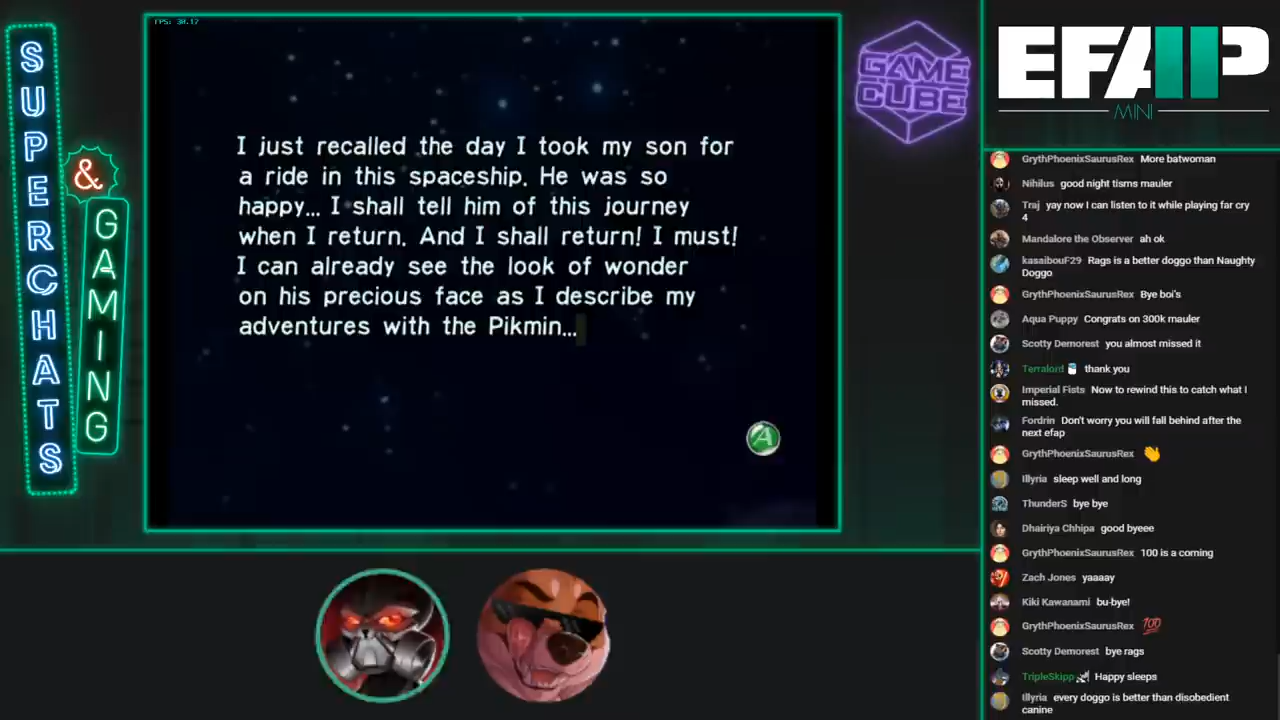 FPS: 30.17
SUPERCHATS
&
GAMING
I just recalled the day I took my son for
a ride in this spaceship. He was so
happy... I shall tell him of this journey
when I return. And I shall return! I must!
I can already see the look of wonder
on his precious face as I describe my
adventures with the Pikmin...
A
GAME
CUBE
EFAP
MINI
GrythPhoenixSaurusRex More batwoman
Nihilus good night tisms mauler
Traj yay now I can listen to it while playing far cry
4
Mandalore the Observer ah ok
kasaibouF29 Rags is a better doggo than Naughty
Doggo
GrythPhoenixSaurusRex Bye boi's
Aqua Puppy Congrats on 300k mauler
Scotty Demorest you almost missed it
Terralord thank you
Imperial Fists Now to rewind this to catch what I
missed.
Fordrin Don't worry you will fall behind after the
next efap
GrythPhoenixSaurusRex 👏
Illyria sleep well and long
ThunderS bye bye
Dhairiya Chhipa good byeee
GrythPhoenixSaurusRex 100 is a coming
Zach Jones yaaaay
Kiki Kawanami bu-bye!
GrythPhoenixSaurusRex 💯
Scotty Demorest bye rags
TripleSkipp Happy sleeps
Illyria every doggo is better than disobedient
canine